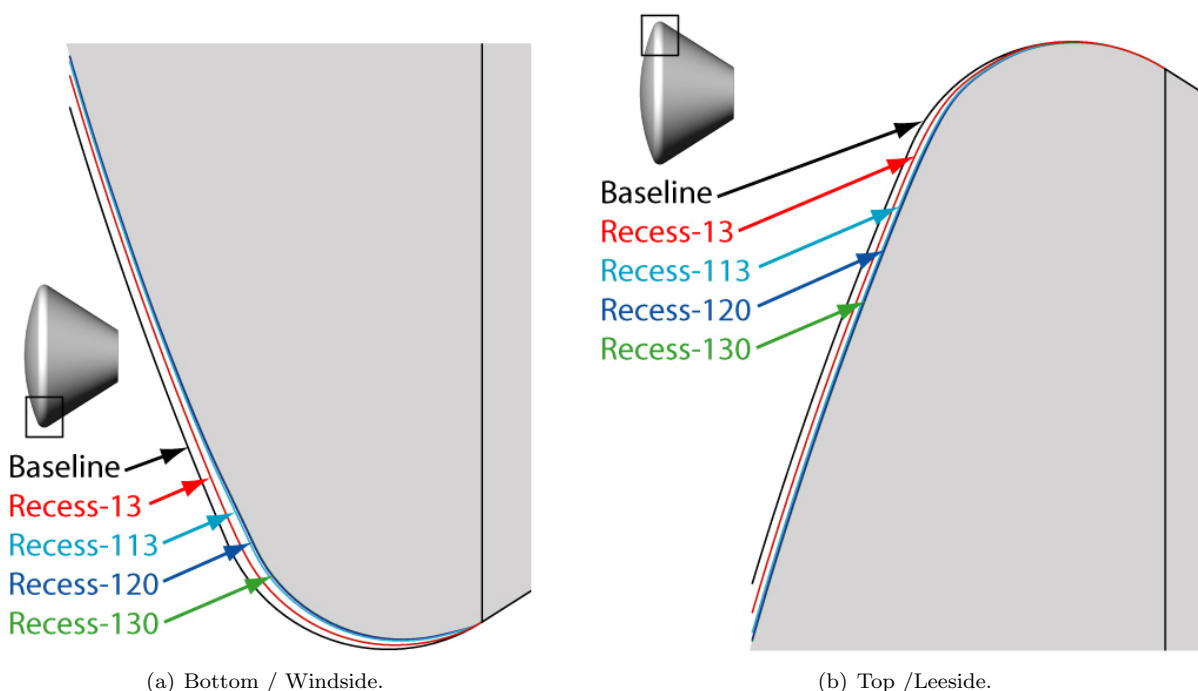 Baseline
Recess-13
Recess-113
Recess-120
Recess-130
(a) Bottom / Windside.
Baseline
Recess-13
Recess-113
Recess-120
Recess-130
(b) Top /Leeside.